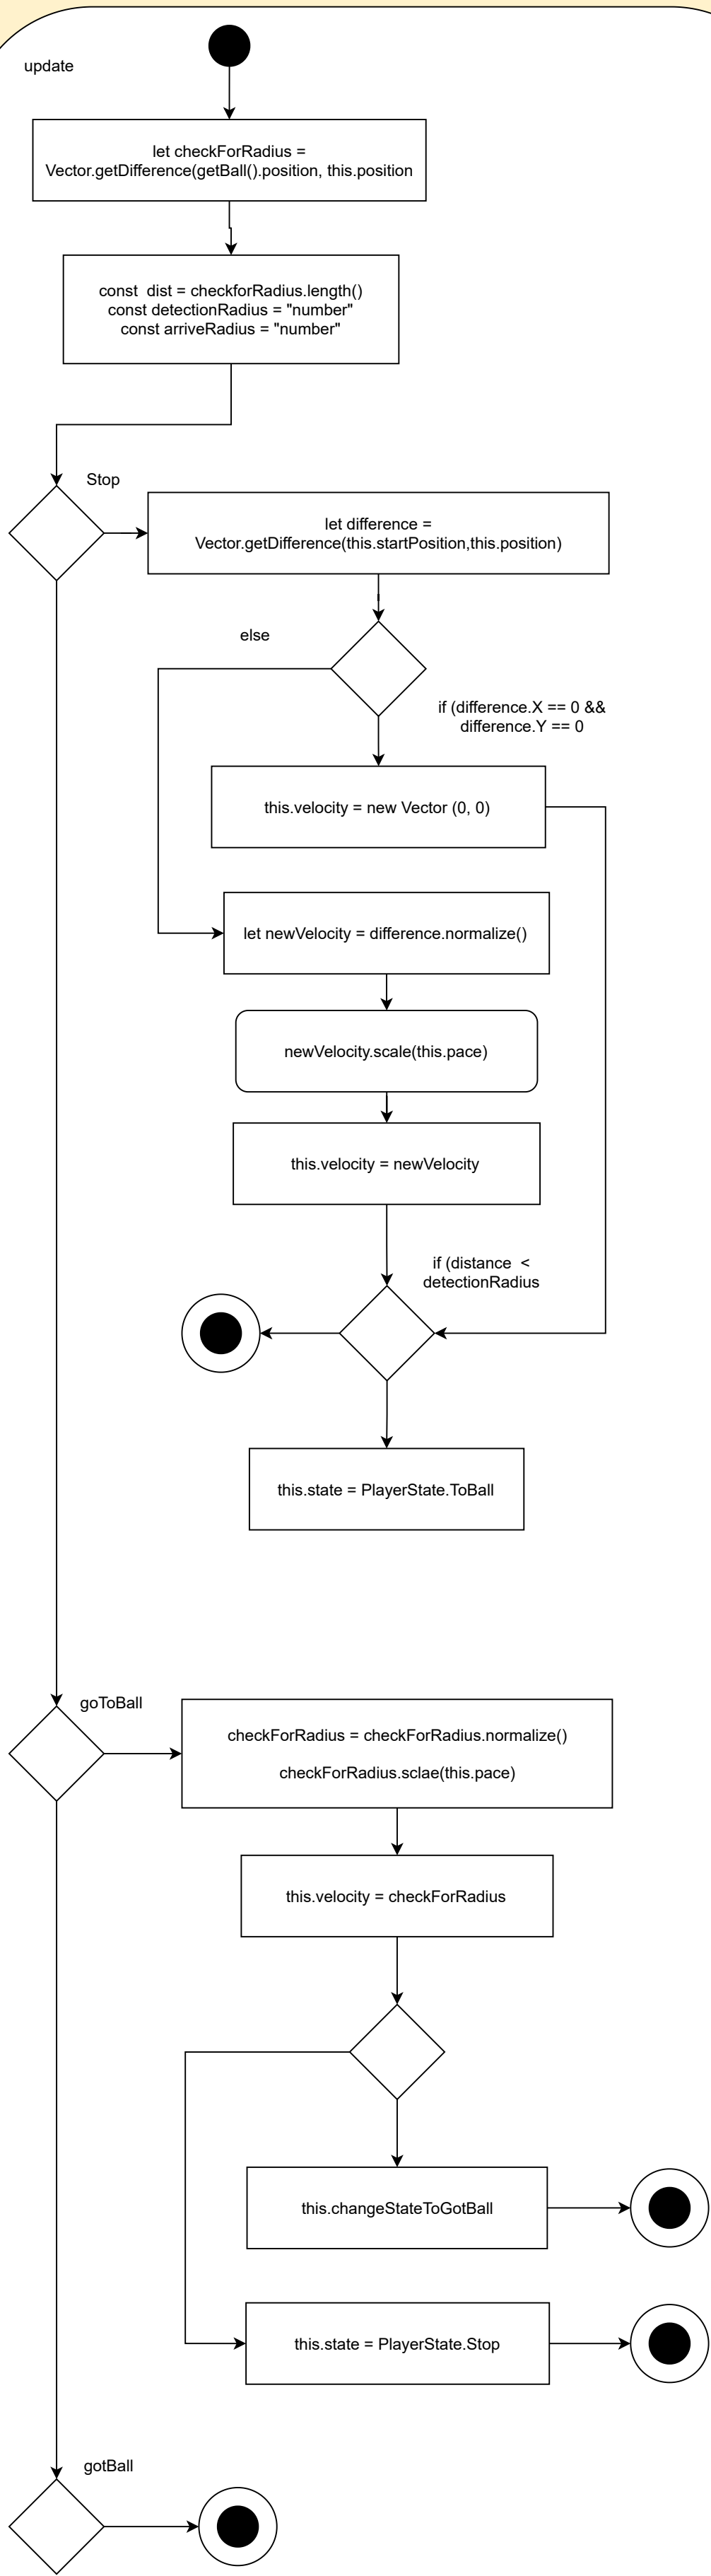 update
let checkForRadius =
Vector.getDifference(getBall().position, this.position
const  dist = checkforRadius.length()
const detectionRadius = "number"
const arriveRadius = "number"
Stop
let difference =
Vector.getDifference(this.startPosition,this.position)
else
if (difference.X == 0 &&
difference.Y == 0
this.velocity = new Vector (0, 0)
let newVelocity = difference.normalize()
newVelocity.scale(this.pace)
this.velocity = newVelocity
if (distance  <
detectionRadius
this.state = PlayerState.ToBall
goToBall
checkForRadius = checkForRadius.normalize()
checkForRadius.sclae(this.pace)
this.velocity = checkForRadius
this.changeStateToGotBall
this.state = PlayerState.Stop
gotBall